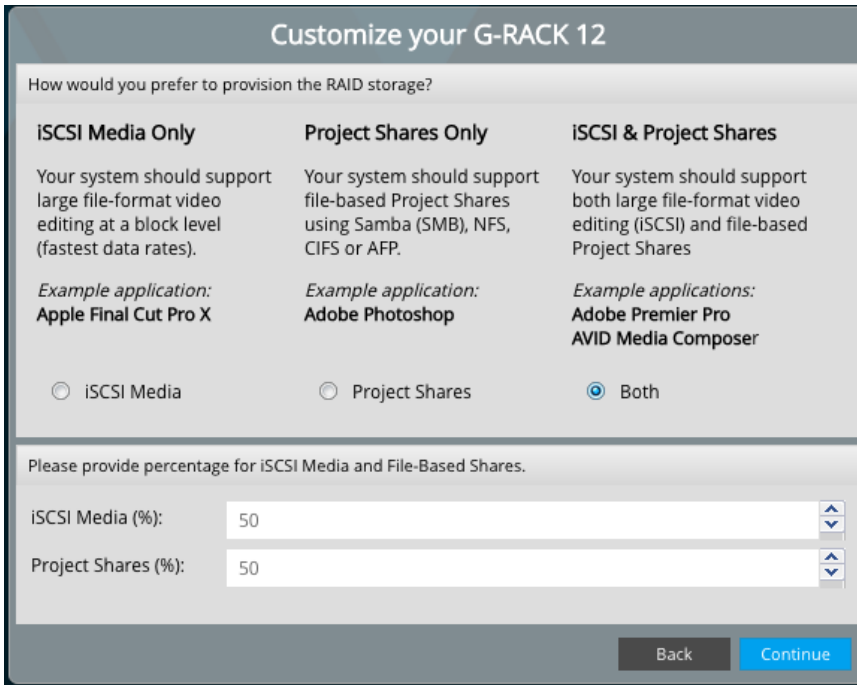 Customize your G-RACK 12
How would you prefer to provision the RAID storage?
iSCSI Media Only
Your system should support
large file-format video
editing at a block level
(fastest data rates).
Example application:
Apple Final Cut Pro X
iSCSI Media
Project Shares Only
Your system should support
file-based Project Shares
using Samba (SMB), NFS,
CIFS or AFP.
Example application:
Adobe Photoshop
Project Shares
iSCSI & Project Shares
Your system should support
both large file-format video
editing (iSCSI) and file-based
Project Shares
Example applications:
Adobe Premier Pro
AVID Media Composer
Both
Please provide percentage for iSCSI Media and File-Based Shares.
iSCSI Media (%): 50
Project Shares (%): 50
Back Continue